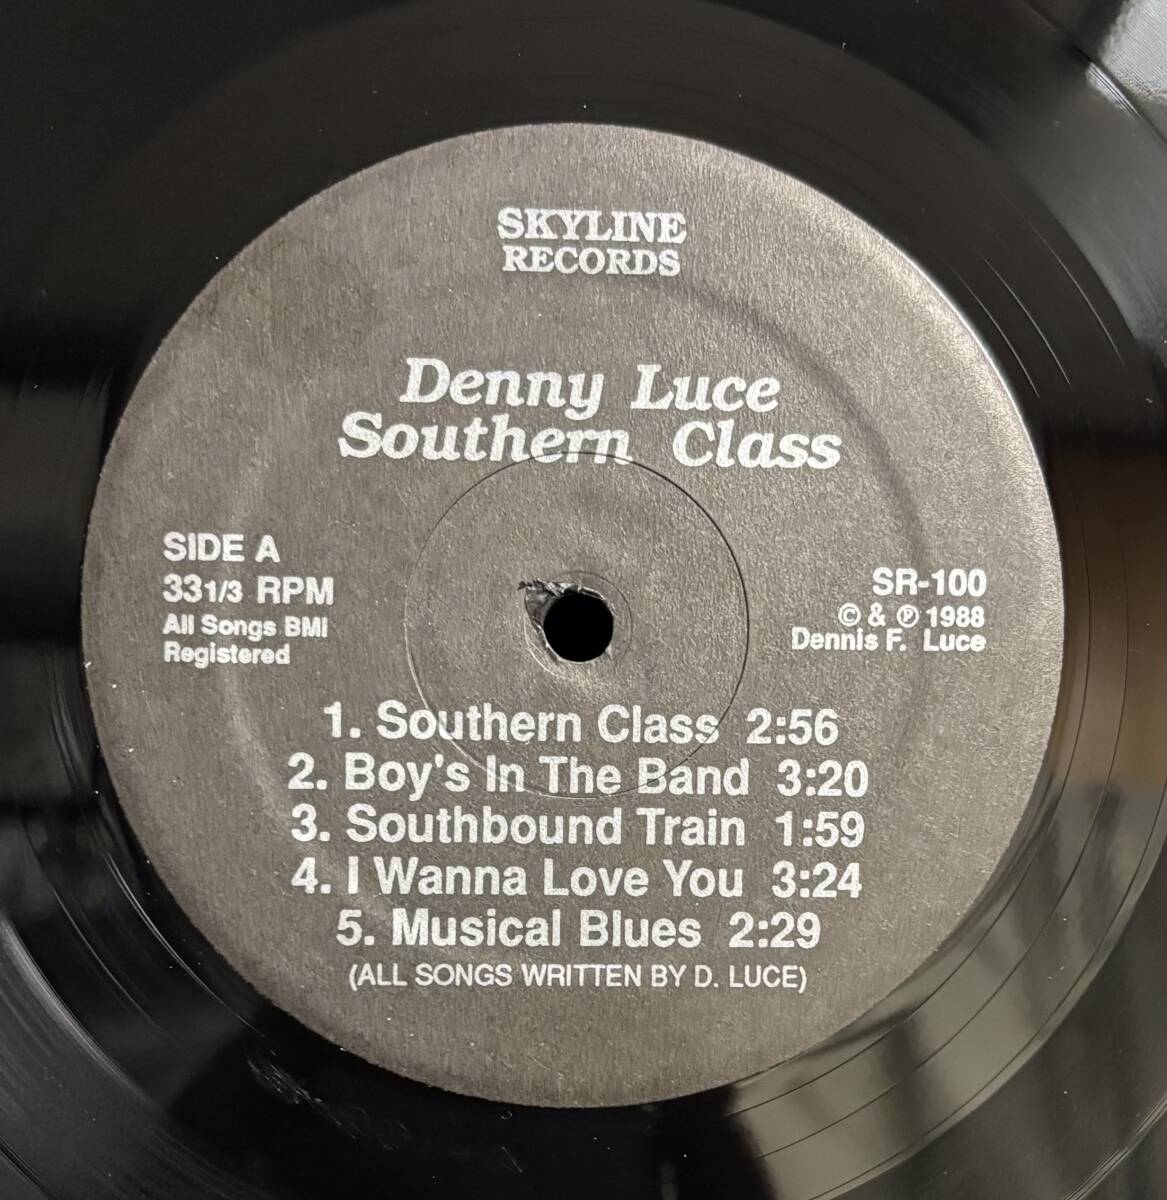 SKYLINE
RECORDS
Denny Luce
Southern Class
SIDE A
33 1/3 RPM
All Songs BMI
Registered
SR-100
© & ℗ 1988
Dennis F. Luce
1. Southern Class 2:56
2. Boy's In The Band 3:20
3. Southbound Train 1:59
4. I Wanna Love You 3:24
5. Musical Blues 2:29
(ALL SONGS WRITTEN BY D. LUCE)